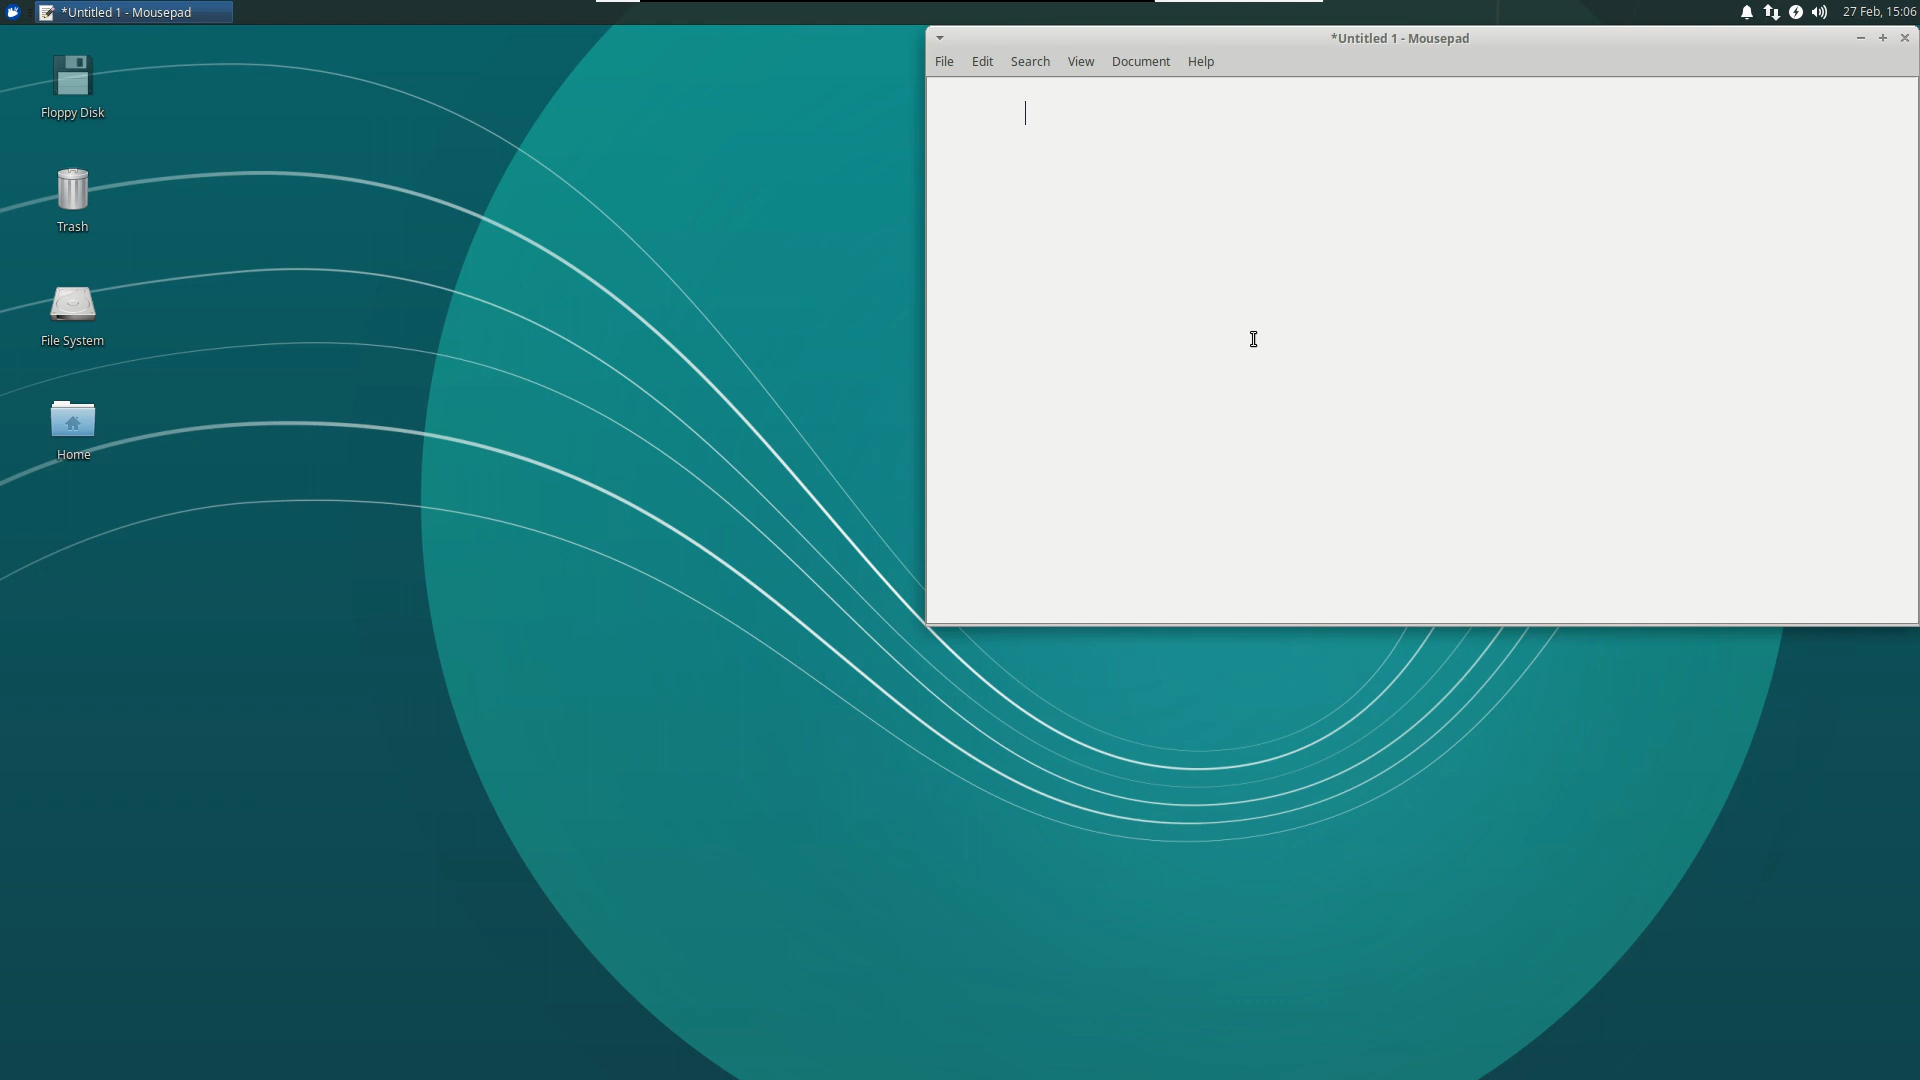 *Untitled 1 - Mousepad
27 Feb, 15:06
*Untitled 1 - Mousepad
File Edit Search View Document Help
Floppy Disk
Trash
File System
Home